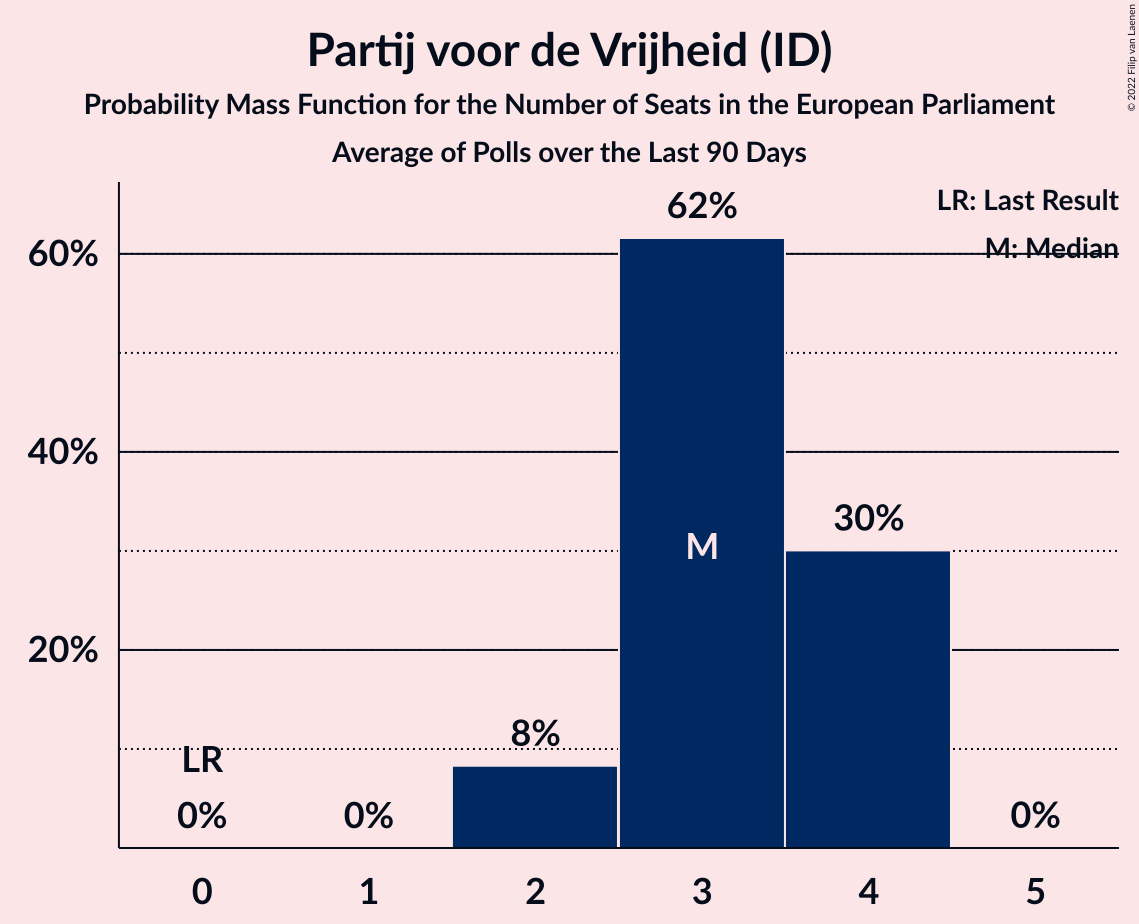 Partij voor de Vrijheid (ID)
Probability Mass Function for the Number of Seats in the European Parliament
Average of Polls over the Last 90 Days
© 2022 Filip van Laenen
LR: Last Result
M: Median
62%
60%
40%
30%
M
20%
8%
LR
0%
0%
0%
0 1 2 3 4 5